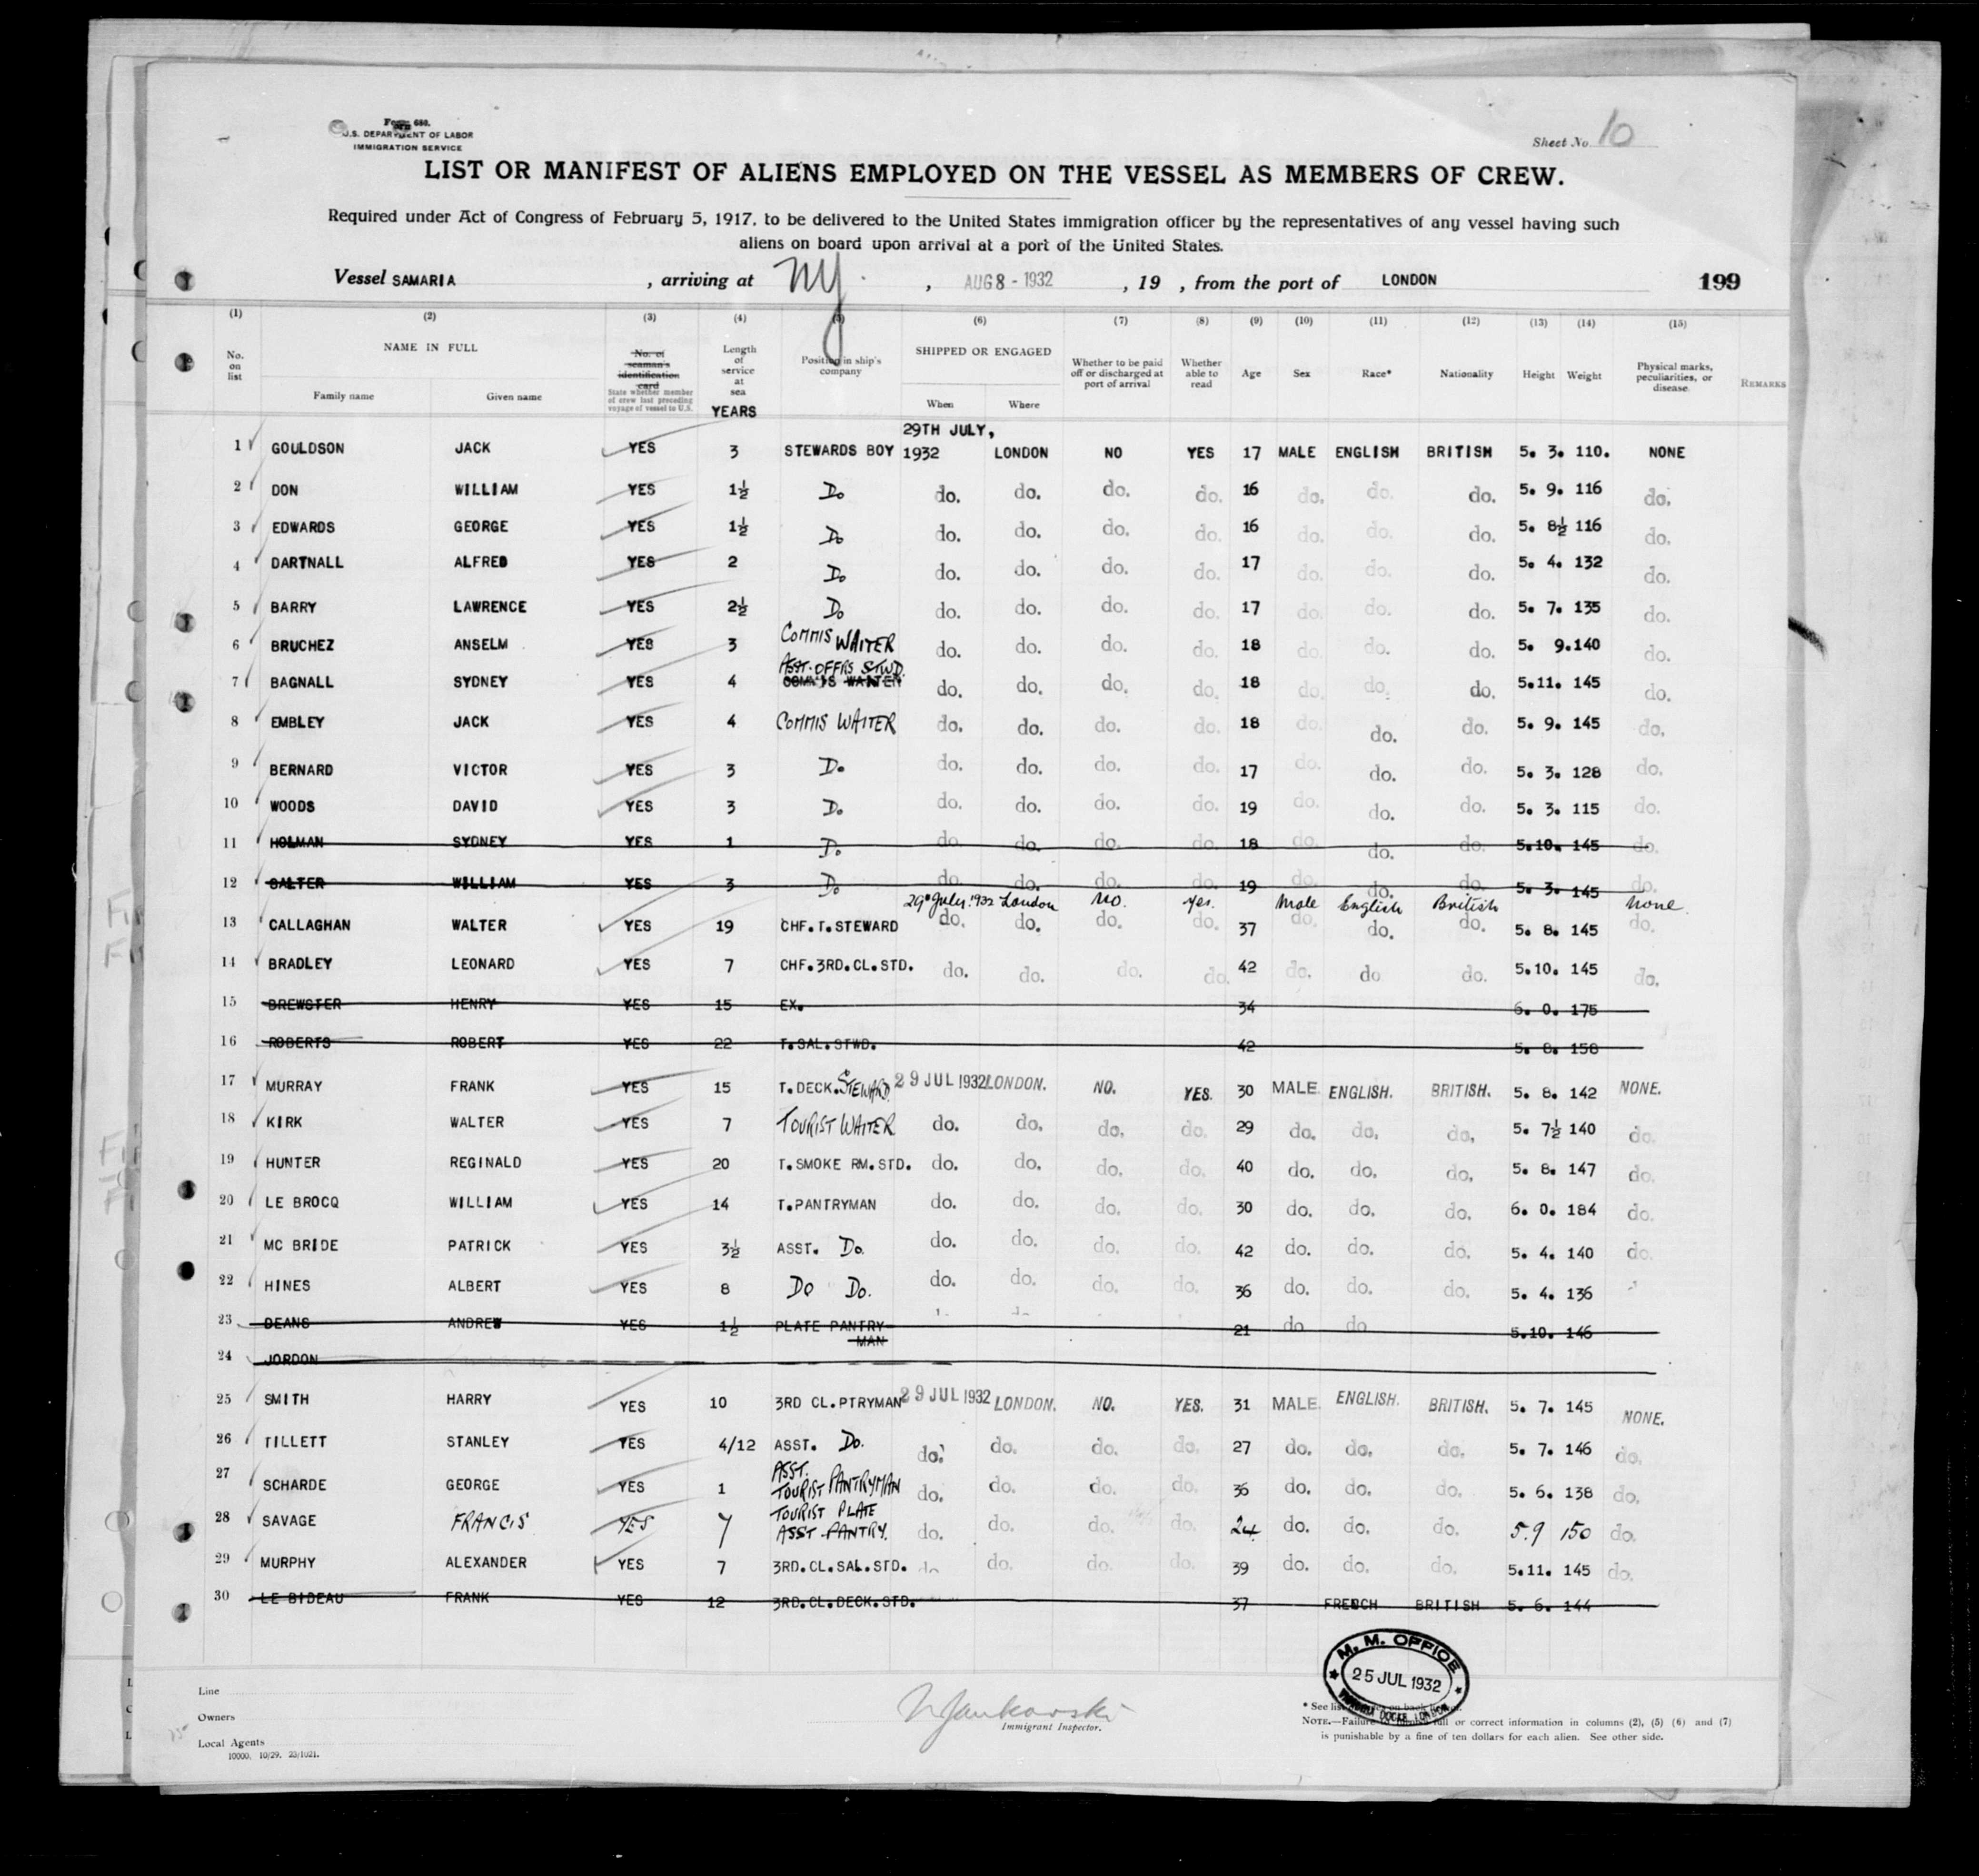 Form 680.
U.S. DEPARTMENT OF LABOR
IMMIGRATION SERVICE
Sheet No. 10
LIST OR MANIFEST OF ALIENS EMPLOYED ON THE VESSEL AS MEMBERS OF CREW.
Required under Act of Congress of February 5, 1917, to be delivered to the United States immigration officer by the representatives of any vessel having such
aliens on board upon arrival at a port of the United States.
Vessel SAMARIA , arriving at NY , AUG 8 - 1932 , 19 , from the port of LONDON 199
(1) (2) (3) (4) (5) (6) (7) (8) (9) (10) (11) (12) (13) (14) (15)
No. on list NAME IN FULL Family name Given name No. of seaman's identification card State whether member of crew last preceding voyage of vessel to U.S. Length of service at sea YEARS Position in ship's company SHIPPED OR ENGAGED When Where Whether to be paid off or discharged at port of arrival Whether able to read Age Sex Race* Nationality Height Weight Physical marks, peculiarities, or disease REMARKS
29TH JULY,
1 GOULDSON JACK YES 3 STEWARDS BOY 1932 LONDON NO YES 17 MALE ENGLISH BRITISH 5. 3. 110. NONE
2 DON WILLIAM YES 1½ Do do. do. do. do. 16 do. do. do. 5. 9. 116 do.
3 EDWARDS GEORGE YES 1½ Do do. do. do. do. 16 do. do. do. 5. 8½ 116 do.
4 DARTNALL ALFRED YES 2 Do do. do. do. do. 17 do. do. do. 5. 4. 132 do.
5 BARRY LAWRENCE YES 2½ Do do. do. do. do. 17 do. do. do. 5. 7. 135 do.
6 BRUCHEZ ANSELM YES 3 COMMIS WAITER do. do. do. do. 18 do. do. do. 5. 9.140 do.
ASST. OFFRS STWD.
7 BAGNALL SYDNEY YES 4 COMMIS WAITER do. do. do. do. 18 do. do. do. 5.11. 145 do.
8 EMBLEY JACK YES 4 COMMIS WAITER do. do. do. do. 18 do. do. do. 5. 9. 145 do.
9 BERNARD VICTOR YES 3 Do do. do. do. do. 17 do. do. do. 5. 3. 128 do.
10 WOODS DAVID YES 3 Do. do. do. do. do. 19 do. do. do. 5. 3. 115 do.
11 HOLMAN SYDNEY YES 1 Do do. do. do. do. 18 do. do. do. 5.10. 145 do.
12 SALTER WILLIAM YES 3 Do do. do. do. do. 19 do. do. do. 5. 3. 145 do.
29th July. 1932 London No. Yes. Male English British None.
13 CALLAGHAN WALTER YES 19 CHF.T.STEWARD do. do. do. do. 37 do. do. do. 5. 8. 145 do.
14 BRADLEY LEONARD YES 7 CHF.3RD.CL.STD. do. do. do. do. 42 do. do do. 5.10. 145 do.
15 BREWSTER HENRY YES 15 EX. 34 6. 0. 175
16 ROBERTS ROBERT YES 22 T.SAL.STWD. 42 5. 8. 158
17 MURRAY FRANK YES 15 T.DECK.STEWARD 29 JUL 1932 LONDON. NO. YES. 30 MALE. ENGLISH. BRITISH. 5. 8. 142 NONE.
18 KIRK WALTER YES 7 TOURIST WAITER do. do. do. do. 29 do. do. do. 5. 7½ 140 do.
19 HUNTER REGINALD YES 20 T.SMOKE RM.STD. do. do. do. do. 40 do. do. do. 5. 8. 147 do.
20 LE BROCQ WILLIAM YES 14 T.PANTRYMAN do. do. do. do. 30 do. do. do. 6. 0. 184 do.
21 MC BRIDE PATRICK YES 3½ ASST. Do. do. do. do. do. 42 do. do. do. 5. 4. 140 do.
22 HINES ALBERT YES 8 Do Do. do. do. do. do. 36 do. do. do. 5. 4. 136
23 DEANS ANDREW YES 1½ PLATE PANTRY 21 do do 5.10. 146
MAN
24 JORDON
25 SMITH HARRY YES 10 3RD CL.PTRYMAN 29 JUL 1932 LONDON. NO. YES. 31 MALE. ENGLISH. BRITISH. 5. 7. 145 NONE.
26 TILLETT STANLEY YES 4/12 ASST. Do. do. do. do. do. 27 do. do. do. 5. 7. 146 do.
ASST.
27 SCHARDE GEORGE YES 1 TOURIST PANTRYMAN do. do. do. do. 36 do. do. do. 5. 6. 138 do.
TOURIST PLATE
28 SAVAGE FRANCIS YES 7 ASST PANTRY. do. do. do. do. 24 do. do. do. 5.9 150 do.
29 MURPHY ALEXANDER YES 7 3RD.CL.SAL.STD. do do. do. do. 39 do. do. do. 5.11. 145 do.
30 LE BIDEAU FRANK YES 12 3RD.CL.DECK.STD. 37 FRENCH BRITISH 5. 6. 144
M. M. OFFICE
25 JUL 1932
DOCKS LONDON
Line
Owners
Local Agents
10000. 10/29. 23/1021.
Immigrant Inspector.
* See list on back
NOTE.—Failure full or correct information in columns (2), (5) (6) and (7)
is punishable by a fine of ten dollars for each alien. See other side.